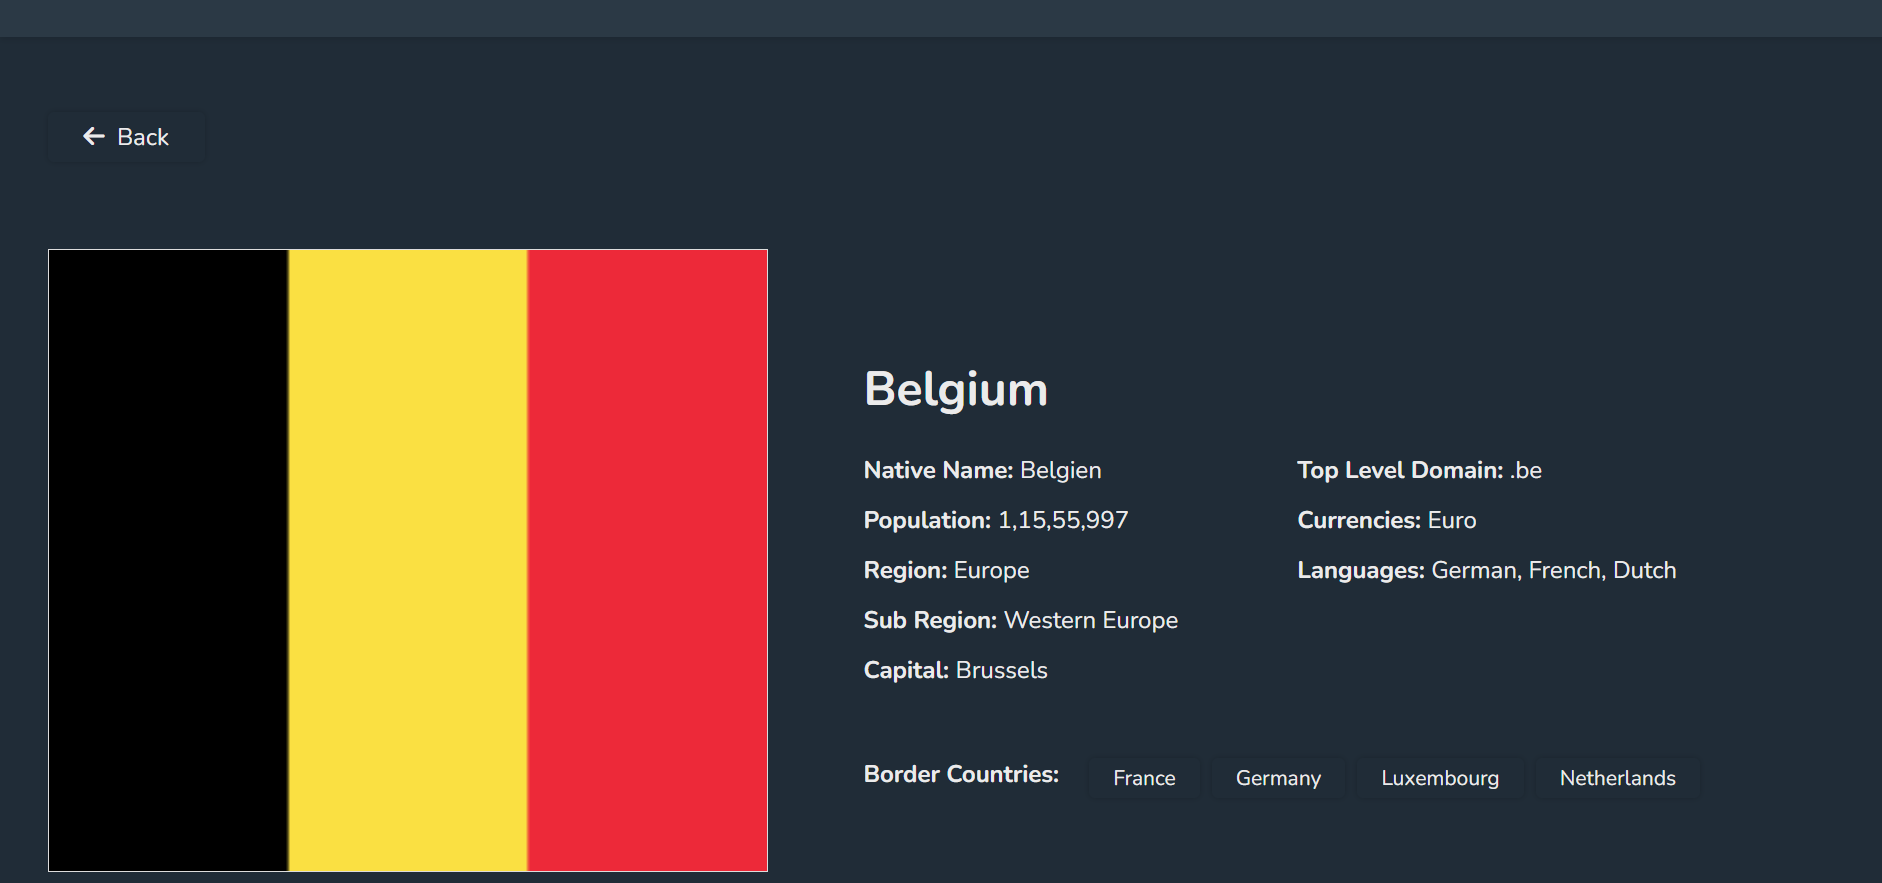 Back
Belgium
Native Name: Belgien
Population: 1,15,55,997
Region: Europe
Sub Region: Western Europe
Capital: Brussels
Top Level Domain: .be
Currencies: Euro
Languages: German, French, Dutch
Border Countries: France Germany Luxembourg Netherlands